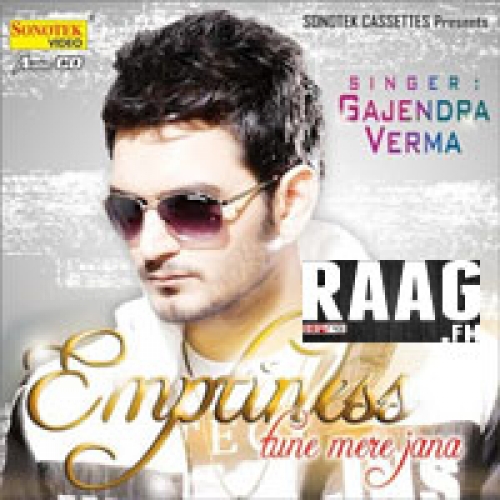 SONOTEK
VIDEO
SONOTEK CASSETTES Presents
SINGER :
GAJENDRA
VERMA
RAAG
.FM
Emptiness
tune mere jana